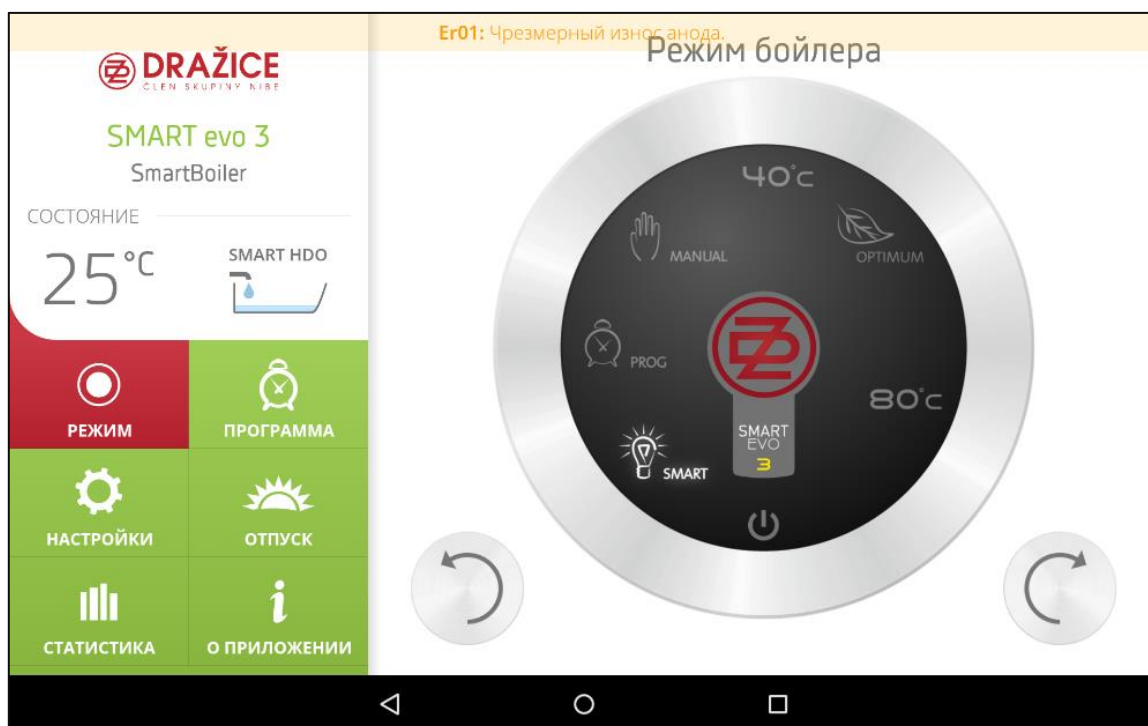 Er01: Чрезмерный износ анода.
DRAŽICE
ČLEN SKUPINY NIBE
SMART evo 3
SmartBoiler
СОСТОЯНИЕ
25°C
SMART HDO
РЕЖИМ
ПРОГРАММА
НАСТРОЙКИ
ОТПУСК
СТАТИСТИКА
О ПРИЛОЖЕНИИ
Режим бойлера
40°C
MANUAL
OPTIMUM
PROG
80°C
SMART
SMART
EVO
3